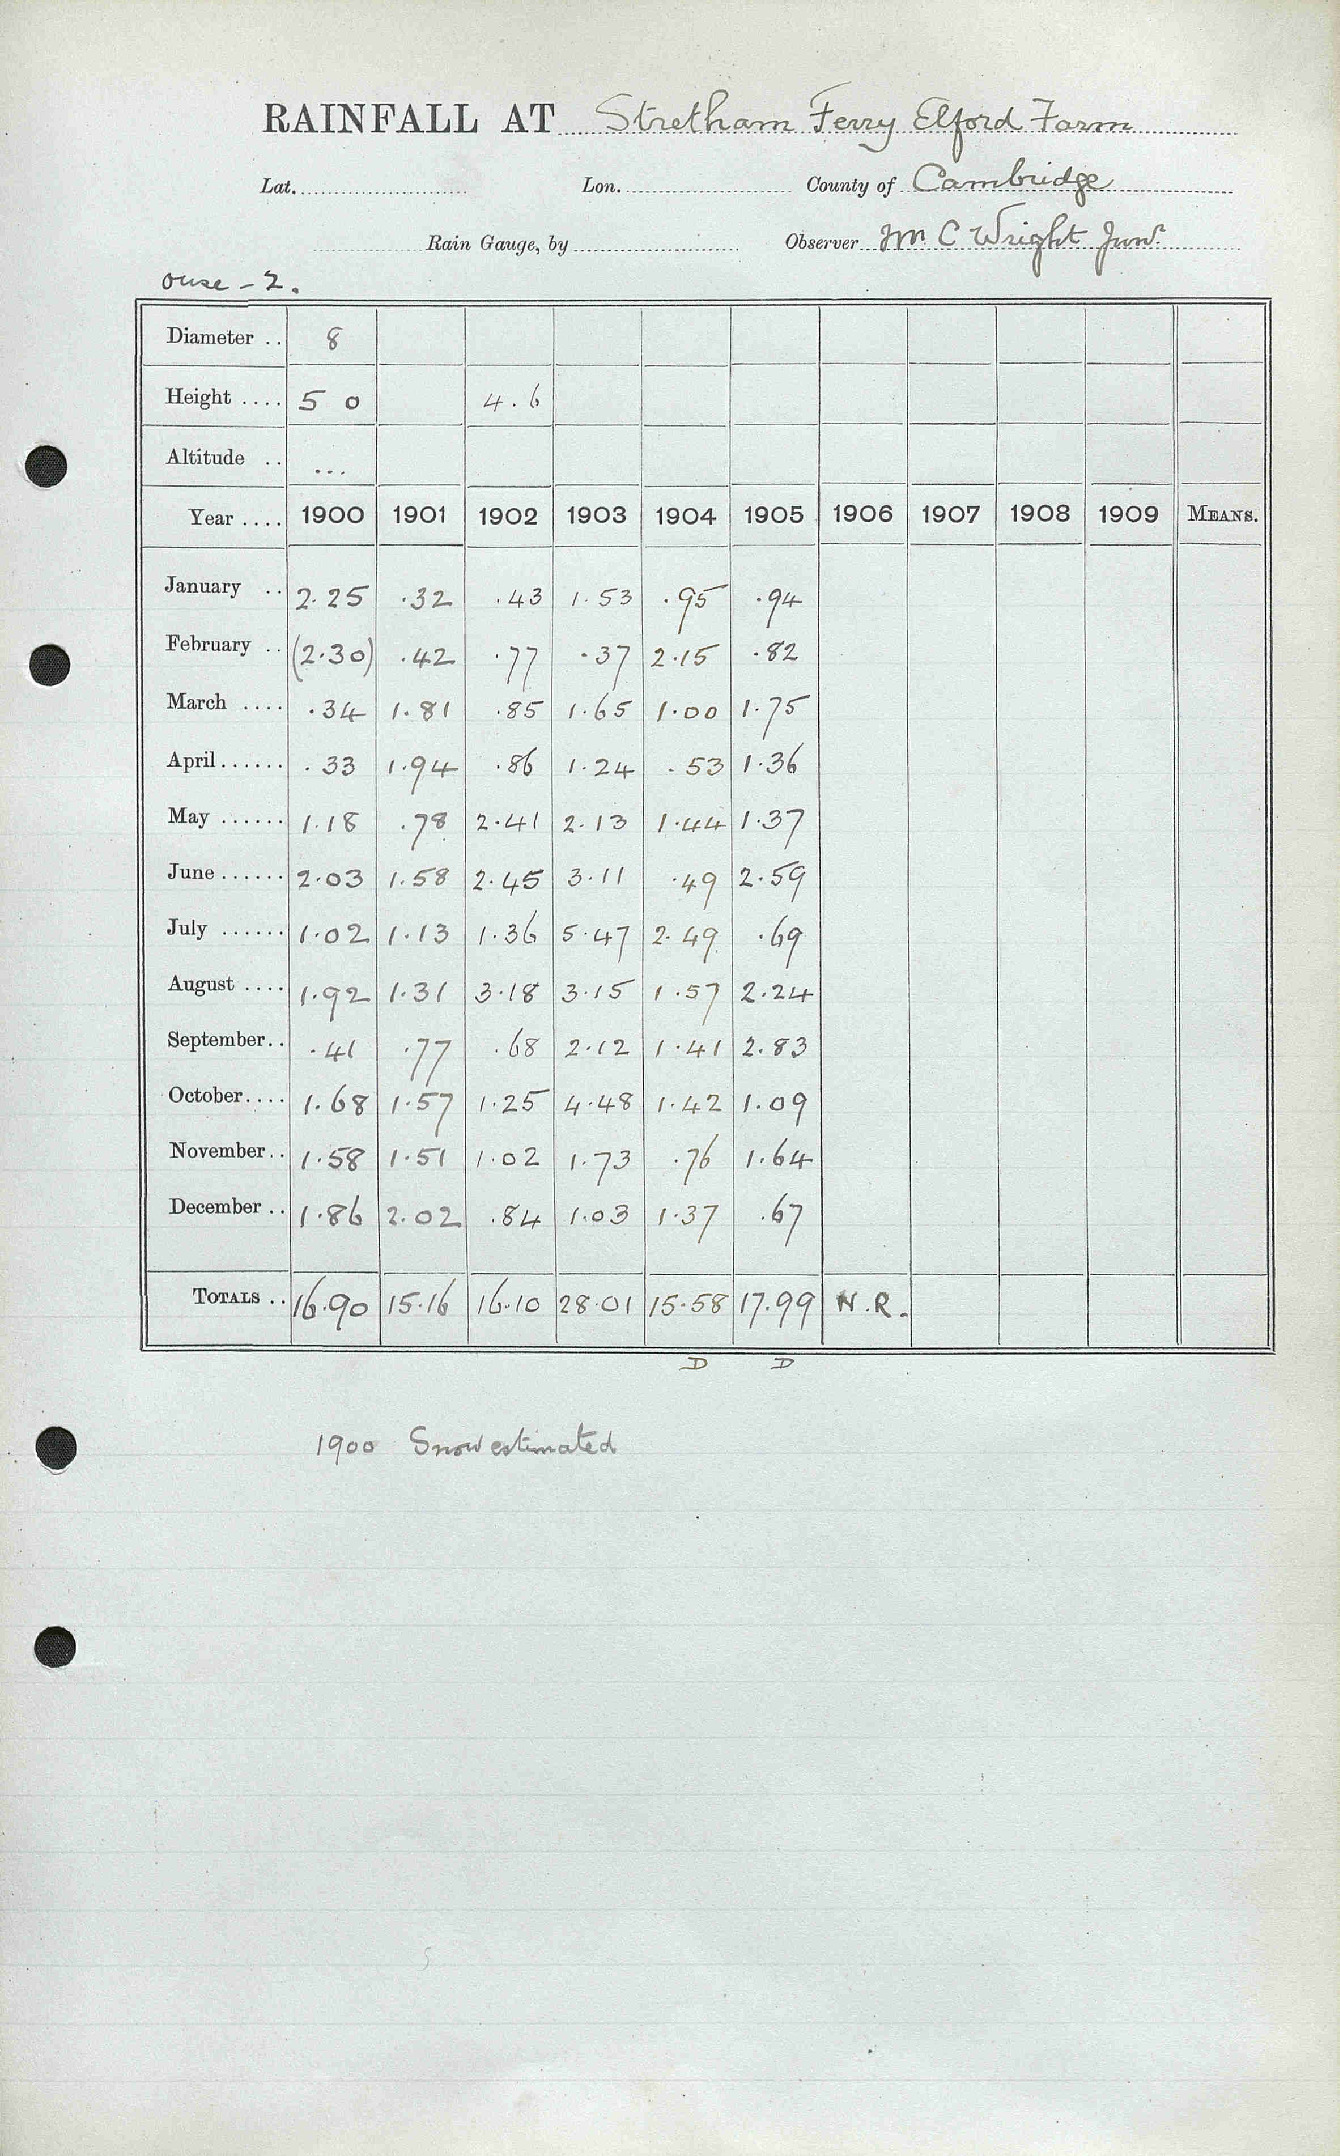 RAINFALL AT Stretham Ferry Elford Farm
Lat. Lon. County of Cambridge
Rain Gauge, by Observer C Wright Junr.
Ouse - 2.
Diameter .. 8
Height .... 5 0 4.6
Altitude .. ...
Year .... 1900 1901 1902 1903 1904 1905 1906 1907 1908 1909 MEANS.
January .. 2.25 .32 .43 1.53 .95 .94
February .. (2.30) .42 .77 .37 2.15 .82
March .... .34 1.81 .85 1.65 1.00 1.75
April ...... .33 1.94 .86 1.24 .53 1.36
May ...... 1.18 .78 2.41 2.13 1.44 1.37
June ...... 2.03 1.58 2.45 3.11 .49 2.59
July ...... 1.02 1.13 1.36 5.47 2.49 .69
August .... 1.92 1.31 3.18 3.15 1.57 2.24
September.. .41 .77 .68 2.12 1.41 2.83
October.... 1.68 1.57 1.25 4.48 1.42 1.09
November.. 1.58 1.51 1.02 1.73 .76 1.64
December .. 1.86 2.02 .84 1.03 1.37 .67
TOTALS .. 16.90 15.16 16.10 28.01 15.58 17.99 N.R.
D D
1900 Snow estimated